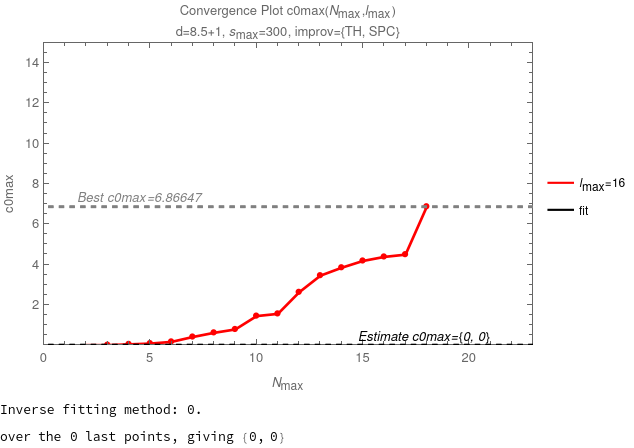 Convergence Plot c0max(Nmax,lmax)
d=8.5+1, smax=300, improv={TH, SPC}
14
12
10
8
6
4
2
c0max
Best c0max=6.86647
Estimate c0max={0, 0}
0
5
10
15
20
Nmax
lmax=16
fit
Inverse fitting method: 0.
over the 0 last points, giving {0, 0}